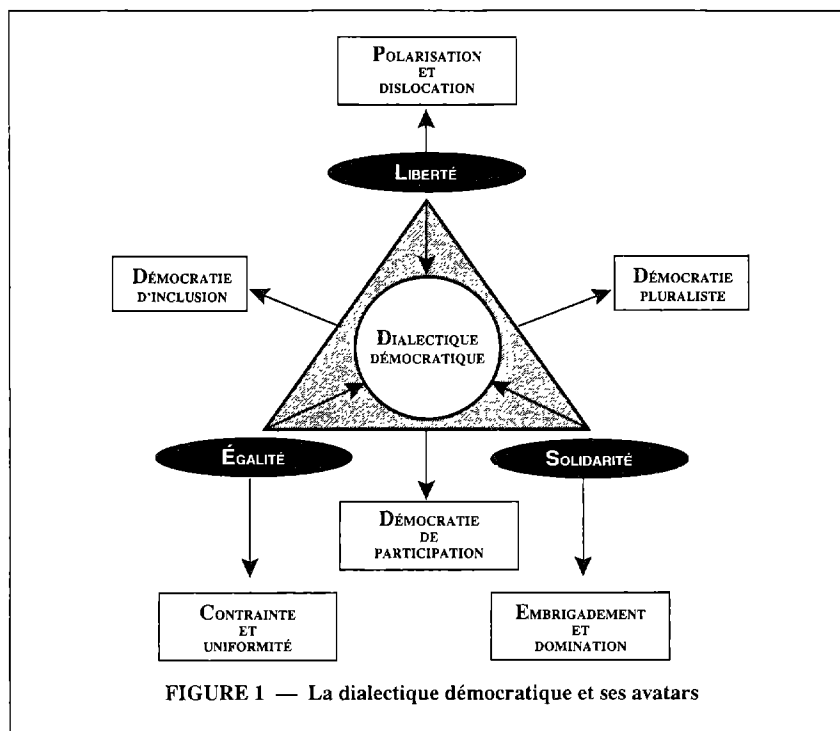 POLARISATION
ET
DISLOCATION
LIBERTÉ
DÉMOCRATIE
D'INCLUSION
DÉMOCRATIE
PLURALISTE
DIALECTIQUE
DÉMOCRATIQUE
ÉGALITÉ
SOLIDARITÉ
DÉMOCRATIE
DE
PARTICIPATION
CONTRAINTE
ET
UNIFORMITÉ
EMBRIGADEMENT
ET
DOMINATION
FIGURE 1 — La dialectique démocratique et ses avatars